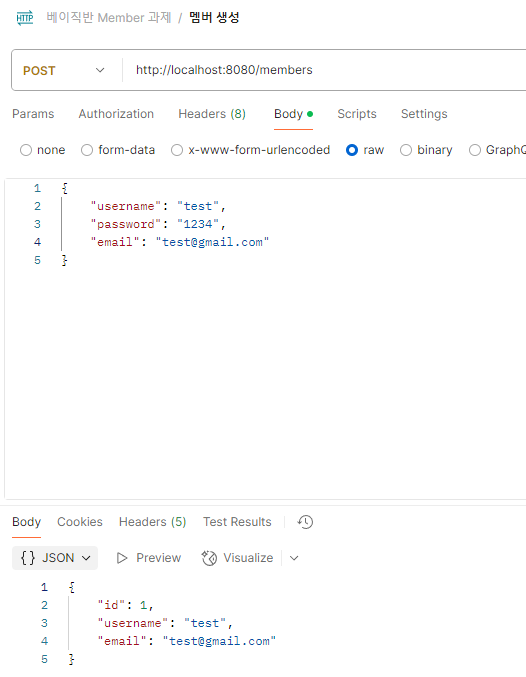 HTTP 베이직반 Member 과제 / 멤버 생성
POST http://localhost:8080/members
Params Authorization Headers (8) Body Scripts Settings
none form-data x-www-form-urlencoded raw binary GraphQ
1 {
2 "username": "test",
3 "password": "1234",
4 "email": "test@gmail.com"
5 }
Body Cookies Headers (5) Test Results
{} JSON Preview Visualize
1 {
2 "id": 1,
3 "username": "test",
4 "email": "test@gmail.com"
5 }